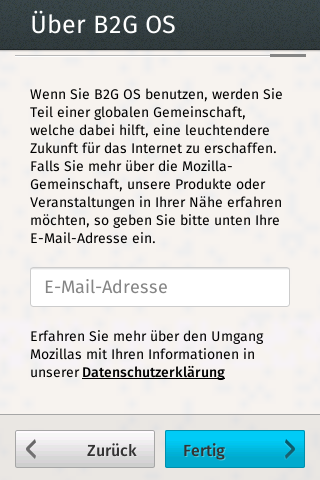 Über B2G OS
Wenn Sie B2G OS benutzen, werden Sie
Teil einer globalen Gemeinschaft,
welche dabei hilft, eine leuchtendere
Zukunft für das Internet zu erschaffen.
Falls Sie mehr über die Mozilla-
Gemeinschaft, unsere Produkte oder
Veranstaltungen in Ihrer Nähe erfahren
möchten, so geben Sie bitte unten Ihre
E-Mail-Adresse ein.
E-Mail-Adresse
Erfahren Sie mehr über den Umgang
Mozillas mit Ihren Informationen in
unserer Datenschutzerklärung
Zurück
Fertig